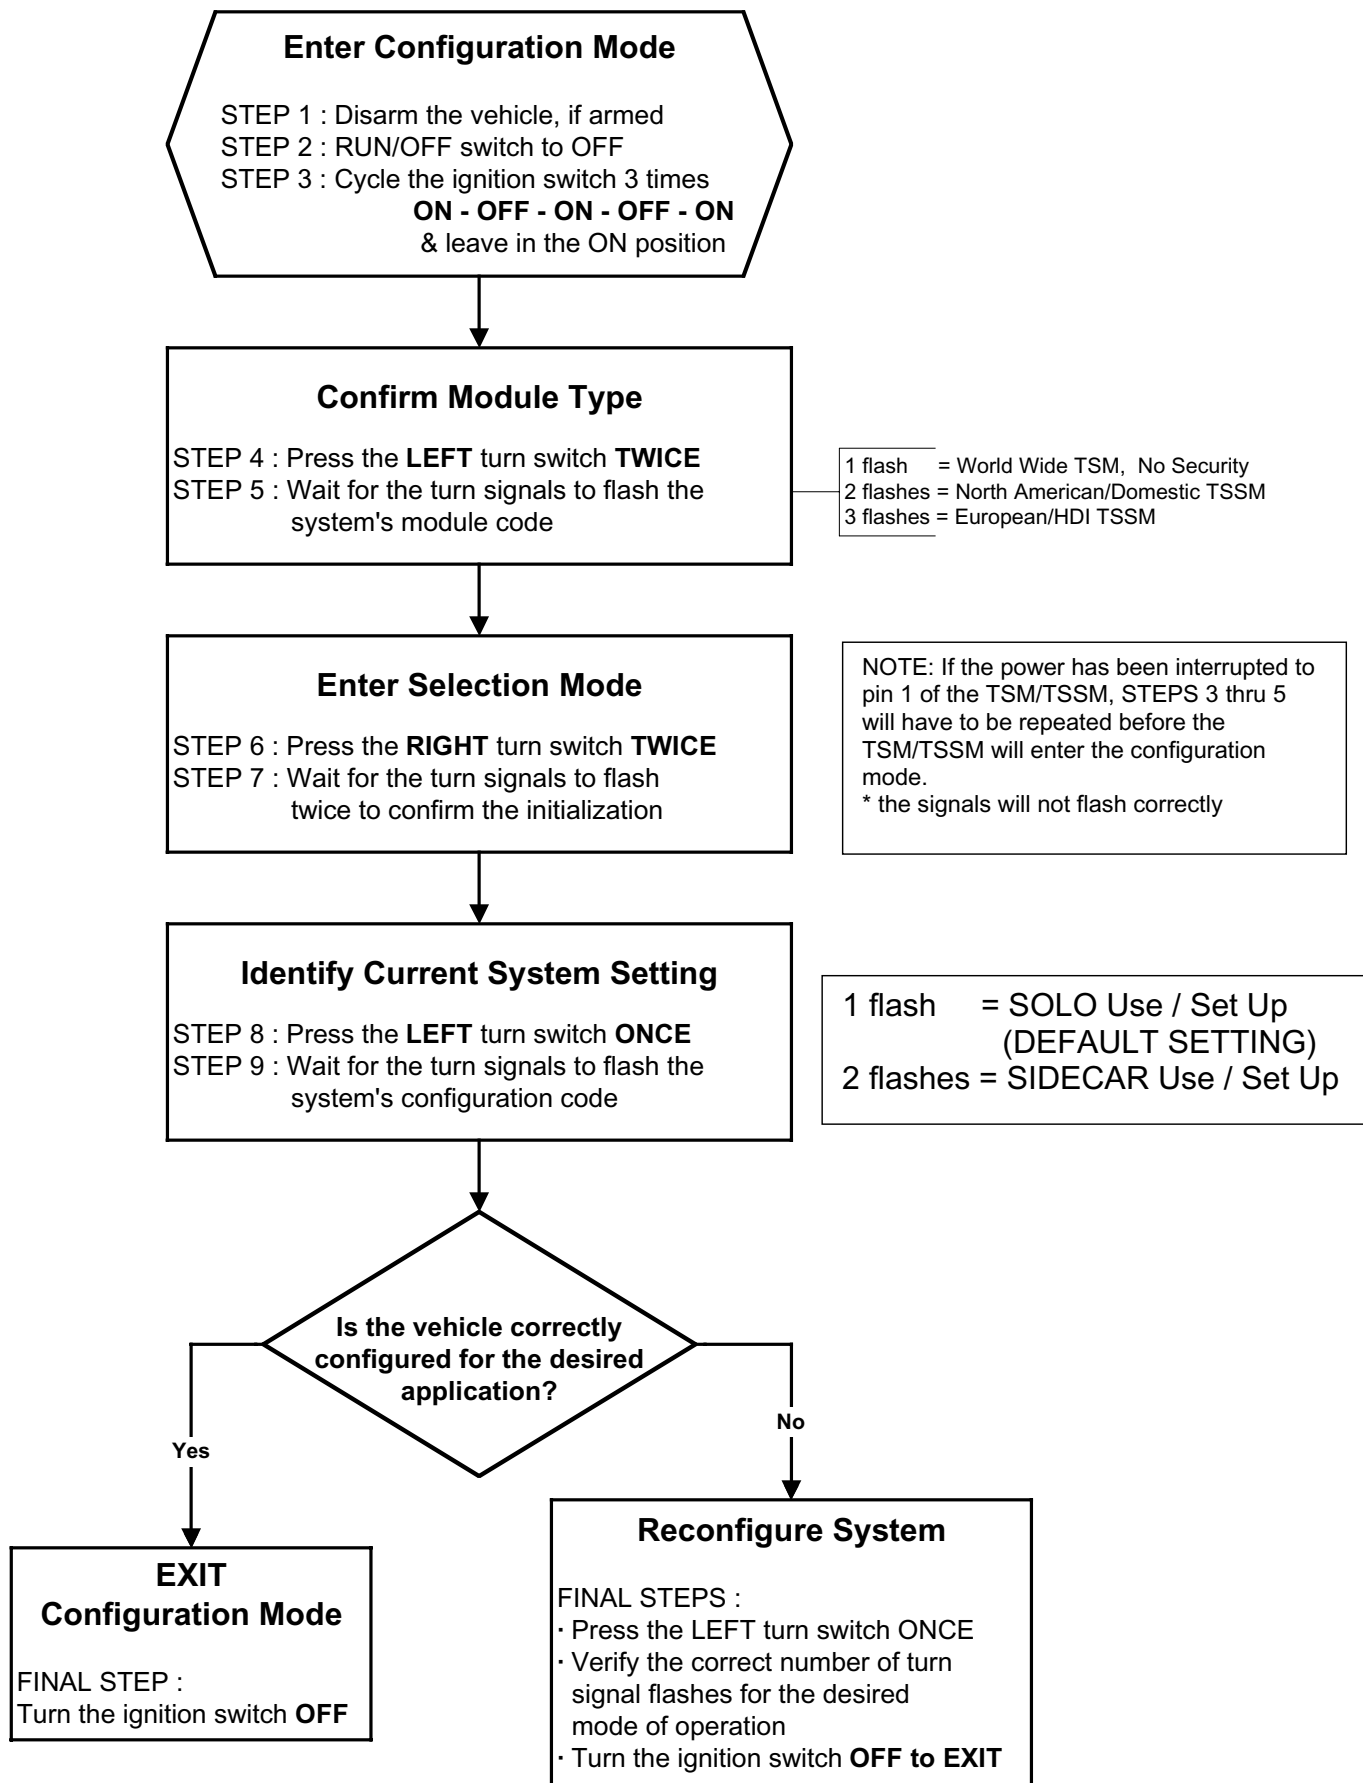 Enter Configuration Mode
STEP 1 : Disarm the vehicle, if armed
STEP 2 : RUN/OFF switch to OFF
STEP 3 : Cycle the ignition switch 3 times
ON - OFF - ON - OFF - ON
& leave in the ON position
Confirm Module Type
STEP 4 : Press the LEFT turn switch TWICE
STEP 5 : Wait for the turn signals to flash the
system's module code
1 flash = World Wide TSM, No Security
2 flashes = North American/Domestic TSSM
3 flashes = European/HDI TSSM
Enter Selection Mode
STEP 6 : Press the RIGHT turn switch TWICE
STEP 7 : Wait for the turn signals to flash
twice to confirm the initialization
NOTE: If the power has been interrupted to
pin 1 of the TSM/TSSM, STEPS 3 thru 5
will have to be repeated before the
TSM/TSSM will enter the configuration
mode.
* the signals will not flash correctly
Identify Current System Setting
STEP 8 : Press the LEFT turn switch ONCE
STEP 9 : Wait for the turn signals to flash the
system's configuration code
1 flash = SOLO Use / Set Up
(DEFAULT SETTING)
2 flashes = SIDECAR Use / Set Up
Is the vehicle correctly
configured for the desired
application?
Yes
No
EXIT
Configuration Mode
FINAL STEP :
Turn the ignition switch OFF
Reconfigure System
FINAL STEPS :
· Press the LEFT turn switch ONCE
· Verify the correct number of turn
signal flashes for the desired
mode of operation
· Turn the ignition switch OFF to EXIT